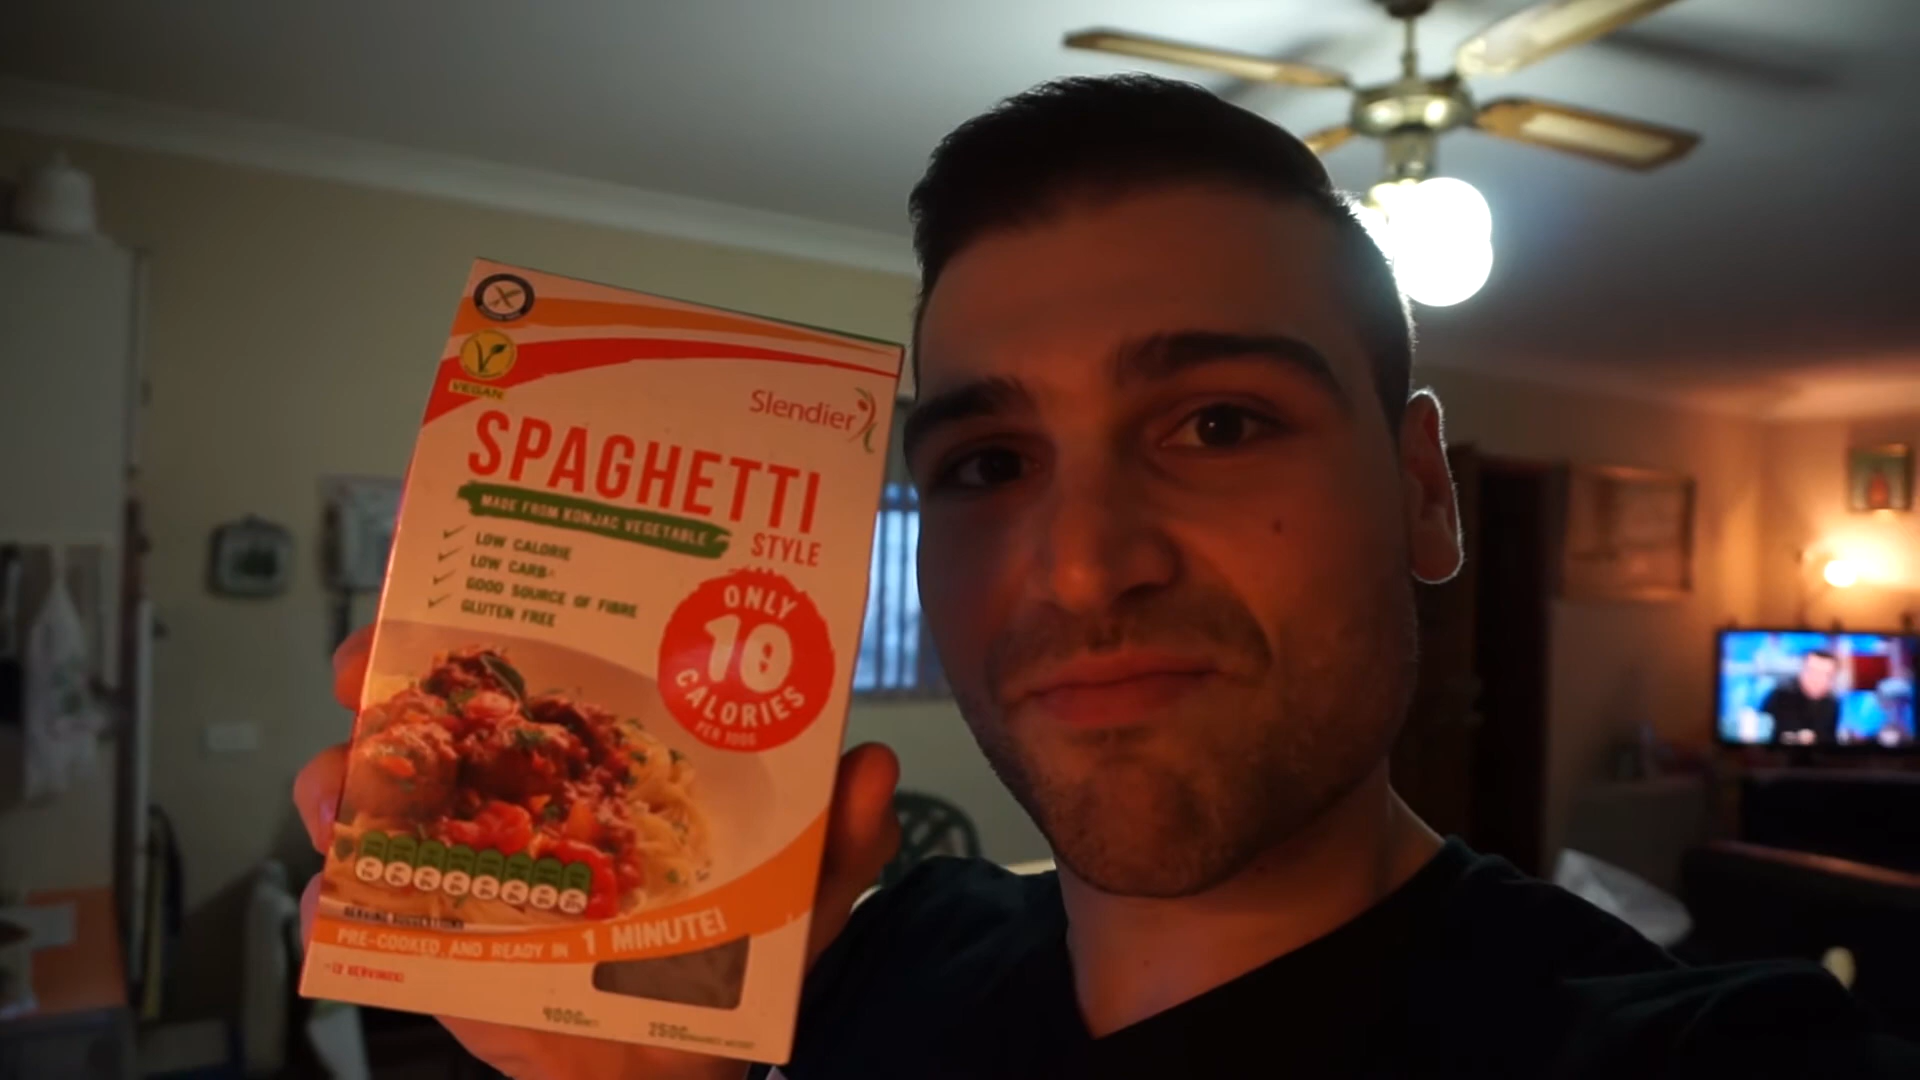 VEGAN
Slendier
SPAGHETTI
MADE FROM KONJAC VEGETABLE
STYLE
LOW CALORIE
LOW CARB
GOOD SOURCE OF FIBRE
GLUTEN FREE
ONLY
10
CALORIES
PER 100G
PRE-COOKED AND READY IN 1 MINUTE!
400G
250G